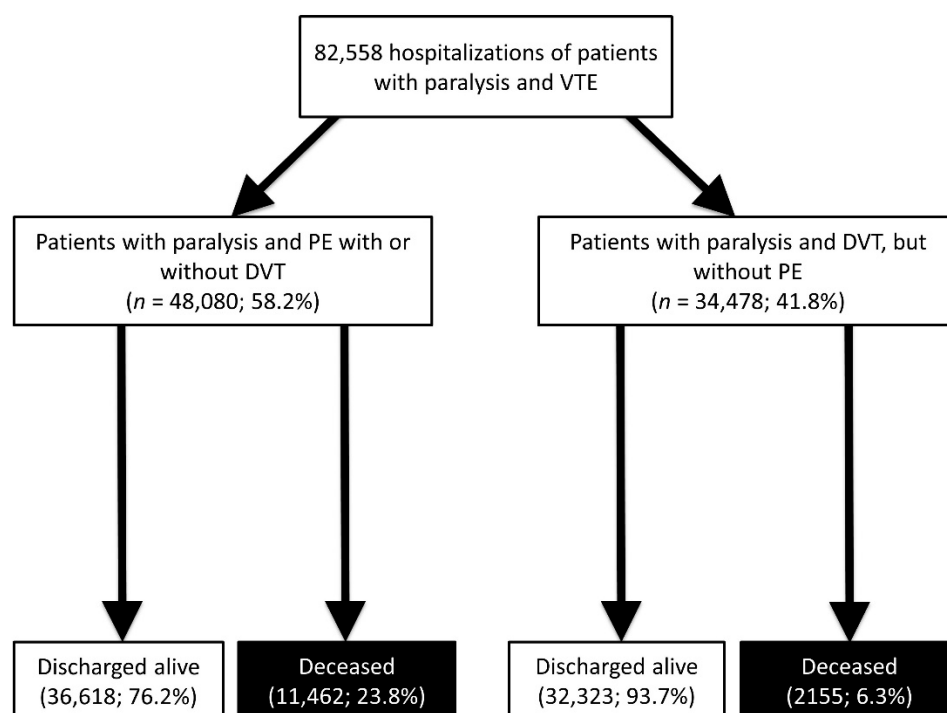 82,558 hospitalizations of patients
with paralysis and VTE
Patients with paralysis and PE with or
without DVT
(n = 48,080; 58.2%)
Patients with paralysis and DVT, but
without PE
(n = 34,478; 41.8%)
Discharged alive
(36,618; 76.2%)
Deceased
(11,462; 23.8%)
Discharged alive
(32,323; 93.7%)
Deceased
(2155; 6.3%)